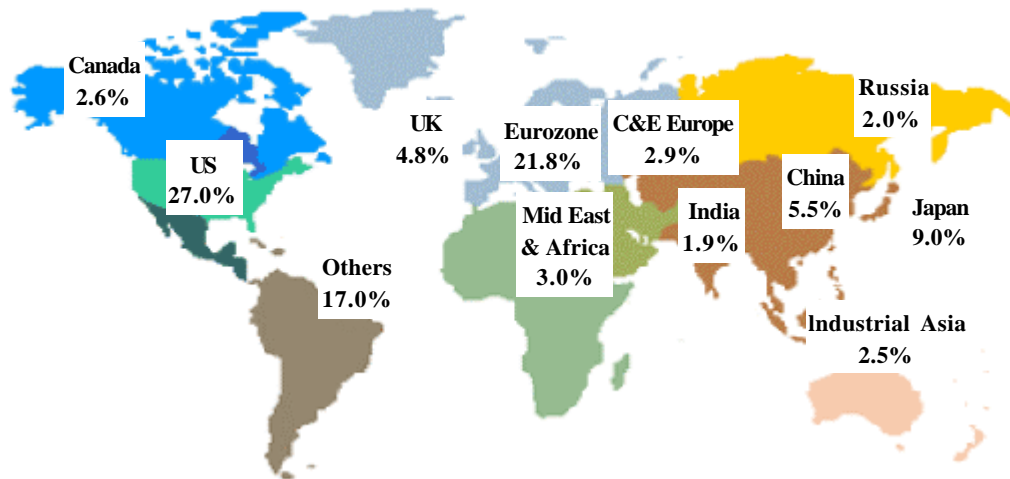 Canada
2.6%
US
27.0%
Others
17.0%
UK
4.8%
Eurozone
21.8%
C&E Europe
2.9%
Mid East
& Africa
3.0%
Russia
2.0%
China
5.5%
India
1.9%
Japan
9.0%
Industrial Asia
2.5%